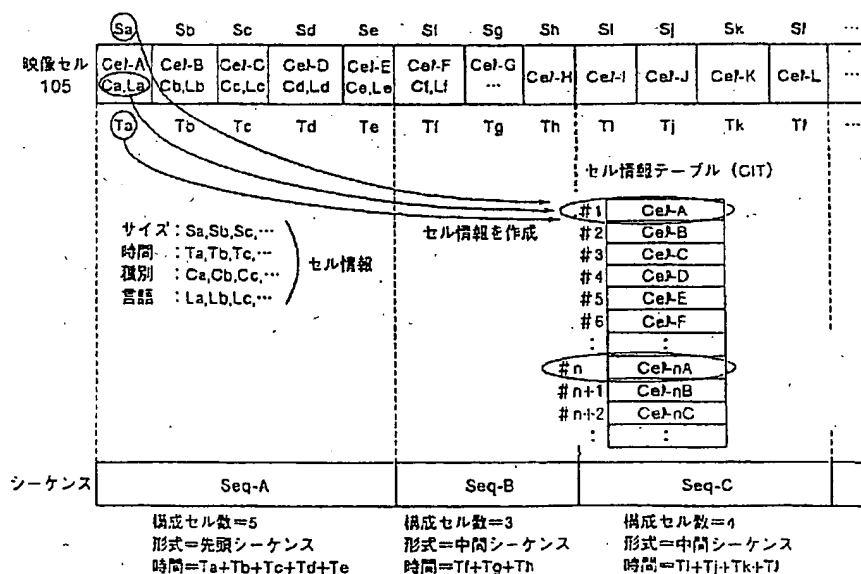 Sa Sb Sc Sd Se Sf Sg Sh Si Sj Sk Sl …
映像セル
105
Cel-A Cel-B Cel-C Cel-D Cel-E Cel-F Cel-G Cel-H Cel-I Cel-J Cel-K Cel-L …
Ca,La Cb,Lb Cc,Lc Cd,Ld Ce,Le Cf,Lf …
Ta Tb Tc Td Te Tf Tg Th Ti Tj Tk Tl …
セル情報テーブル (CIT)
サイズ:Sa,Sb,Sc,…
時間:Ta,Tb,Tc,…
種別:Ca,Cb,Cc,…
言語:La,Lb,Lc,…
セル情報
セル情報を作成
#1 Cel-A
#2 Cel-B
#3 Cel-C
#4 Cel-D
#5 Cel-E
#6 Cel-F
: :
#n Cel-nA
#n+1 Cel-nB
#n+2 Cel-nC
: :
シーケンス Seq-A Seq-B Seq-C
構成セル数=5 構成セル数=3 構成セル数=4
形式=先頭シーケンス 形式=中間シーケンス 形式=中間シーケンス
時間=Ta+Tb+Tc+Td+Te 時間=Tf+Tg+Th 時間=Ti+Tj+Tk+Tl